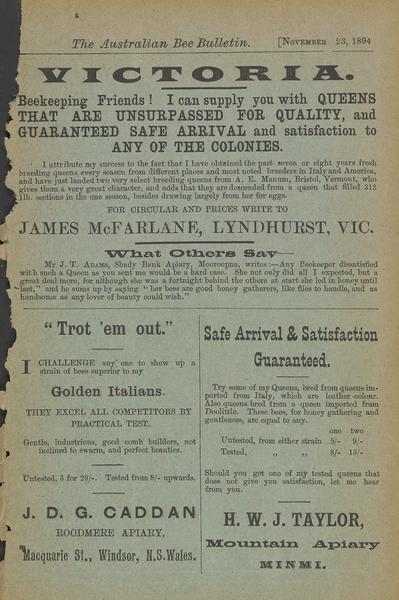 The Australian Bee Bulletin. [NOVEMBER 23, 1894
VICTORIA.
Beekeeping Friends! I can supply you with QUEENS
THAT ARE UNSURPASSED FOR QUALITY, and
GUARANTEED SAFE ARRIVAL and satisfaction to
ANY OF THE COLONIES.
I attribute my success to the fact that I have obtained the past seven or eight years fresh
breeding queens every season from different places and most noted breeders in Italy and America,
and have just landed two very select breeding queens from A. E. Manum, Bristol, Vermont, who
gives them a very great character, and adds that they are descended from a queen that filled 312
1lb. sections in the one season, besides drawing largely from her for eggs.
FOR CIRCULAR AND PRICES WRITE TO
JAMES McFARLANE, LYNDHURST, VIC.
What Others Say
Mr J. T. ADAMS, Shady Bank Apiary, Mooroopna, writes:—Any Beekeeper dissatisfied
with such a Queen as you sent me would be a hard case. She not only did all I expected, but a
great deal more, for although she was a fortnight behind the others at start she led in honey until
last," and he sums up by saying "her bees are good honey gatherers, like flies to handle, and as
handsome as any lover of beauty could wish."
"Trot 'em out."
I CHALLENGE any one to show up a
strain of bees superior to my
Golden Italians.
THEY EXCEL ALL COMPETITORS BY
PRACTICAL TEST.
Gentle, industrious, good comb builders, not
inclined to swarm, and perfect beauties.
Untested, 5 for 20/-. Tested from 8/- upwards.
J. D. G. CADDAN
ROODMERE APIARY,
Macquarie St., Windsor, N.S.Wales.
Safe Arrival & Satisfaction
Guaranteed.
Try some of my Queens, bred from queens im-
ported from Italy, which are leather-colour.
Also queens bred from a queen imported from
Doolittle. These bees, for honey gathering and
gentleness, are equal to any.
one two
Untested, from either strain 5/- 9/-
Tested, ,, ,, 8/- 15/-
Should you get one of my tested queens that
does not give you satisfaction, let me hear
from you.
H. W. J. TAYLOR,
Mountain Apiary
MINMI.